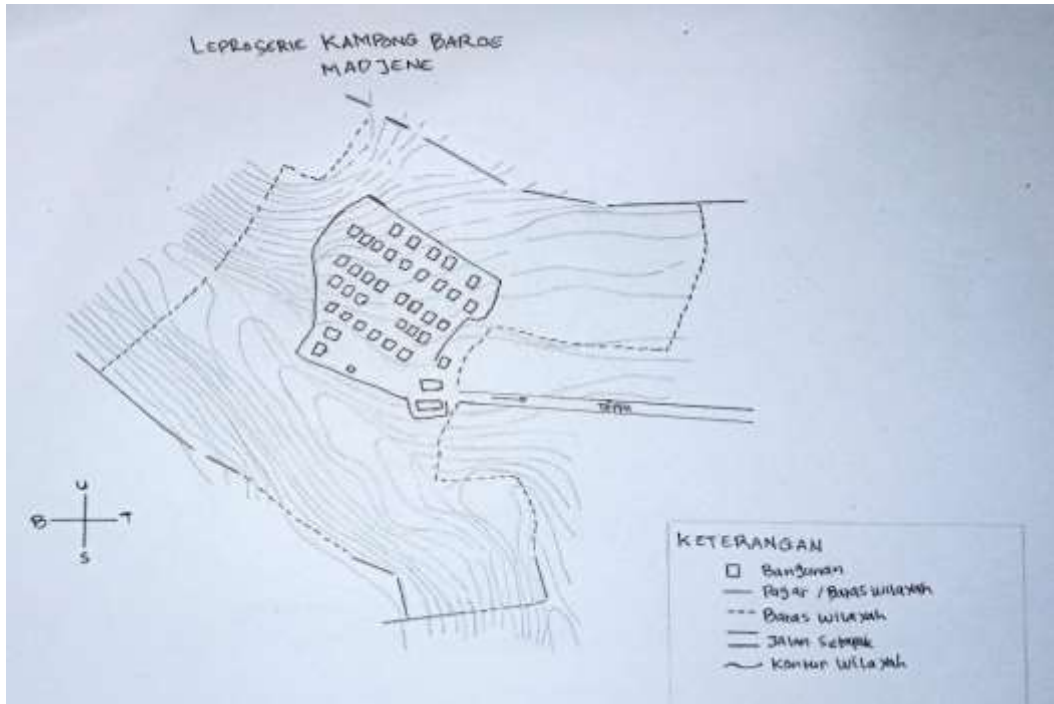 LEPROSERIE KAMPONG BAROE
MADJENE
U
B T
S
KETERANGAN
Bangunan
Pagar / Batas wilayah
Batas wilayah
Jalan Setapak
Kontur wilayah